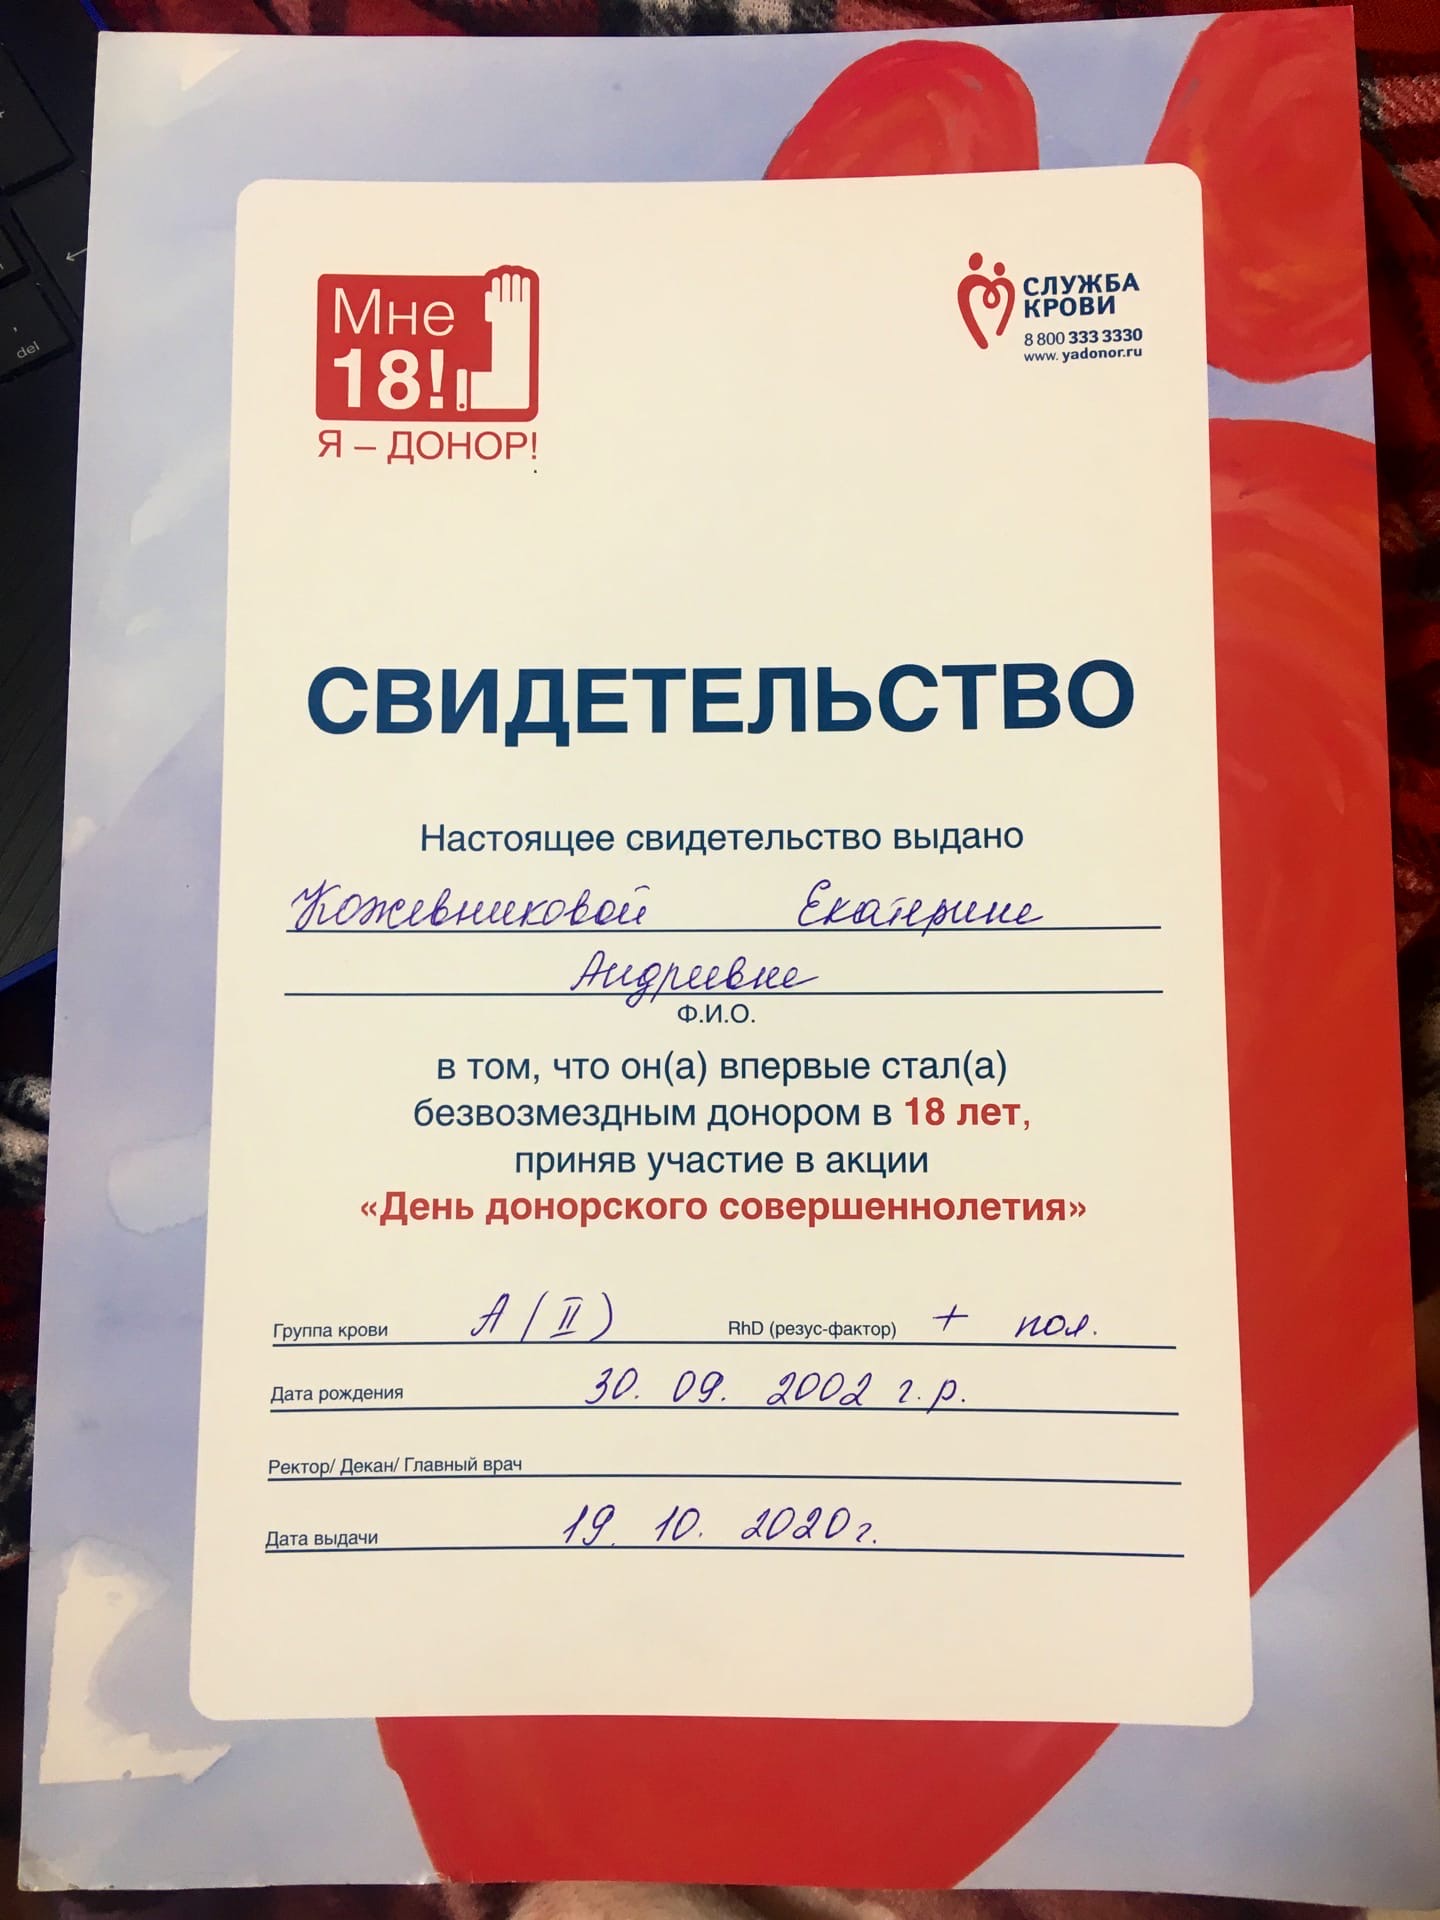 Мне
18!
Я – ДОНОР!
СЛУЖБА
КРОВИ
8 800 333 3330
www. yadonor.ru
СВИДЕТЕЛЬСТВО
Настоящее свидетельство выдано
Кожевниковой Екатерине
Андреевне
Ф.И.О.
в том, что он(а) впервые стал(а)
безвозмездным донором в 18 лет,
приняв участие в акции
«День донорского совершеннолетия»
Группа крови A (II) RhD (резус-фактор) + пол.
Дата рождения 30. 09. 2002 г.р.
Ректор/ Декан/ Главный врач
Дата выдачи 19. 10. 2020г.
del